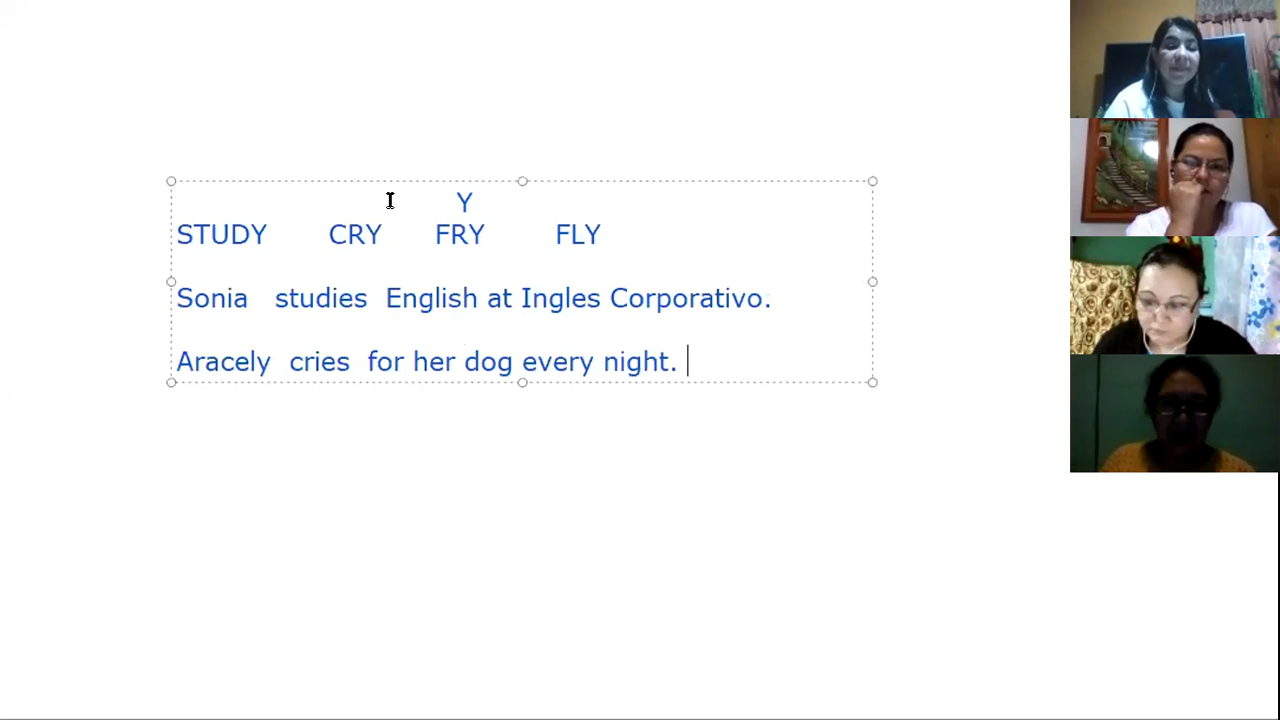 Y
STUDY CRY FRY FLY
Sonia studies English at Ingles Corporativo.
Aracely cries for her dog every night.